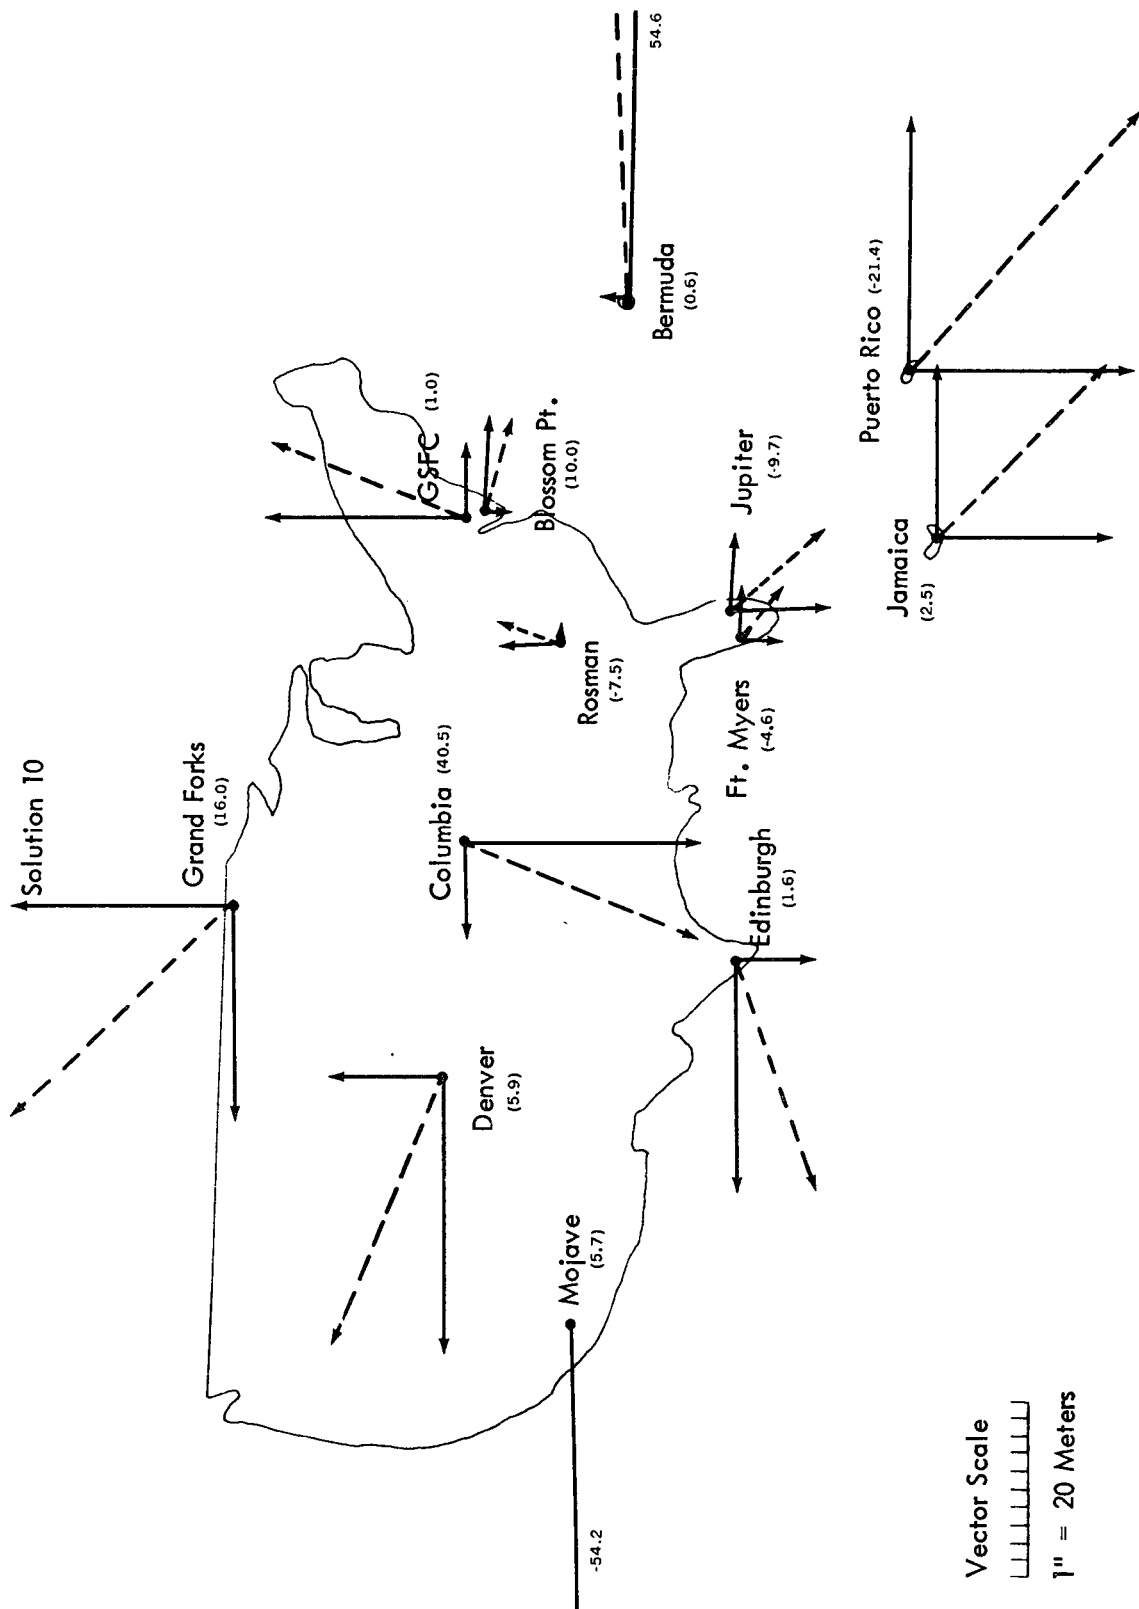 Solution 10
Grand Forks
(16.0)
GSFC (1.0)
Blossom Pt.
(10.0)
Columbia (40.5)
Denver
(5.9)
Rosman
(-7.5)
Mojave
(5.7)
-54.2
54.6
Bermuda
(0.6)
Jupiter
(-9.7)
Ft. Myers
(-4.6)
Edinburgh
(1.6)
Puerto Rico (-21.4)
Jamaica
(2.5)
Vector Scale
1" = 20 Meters